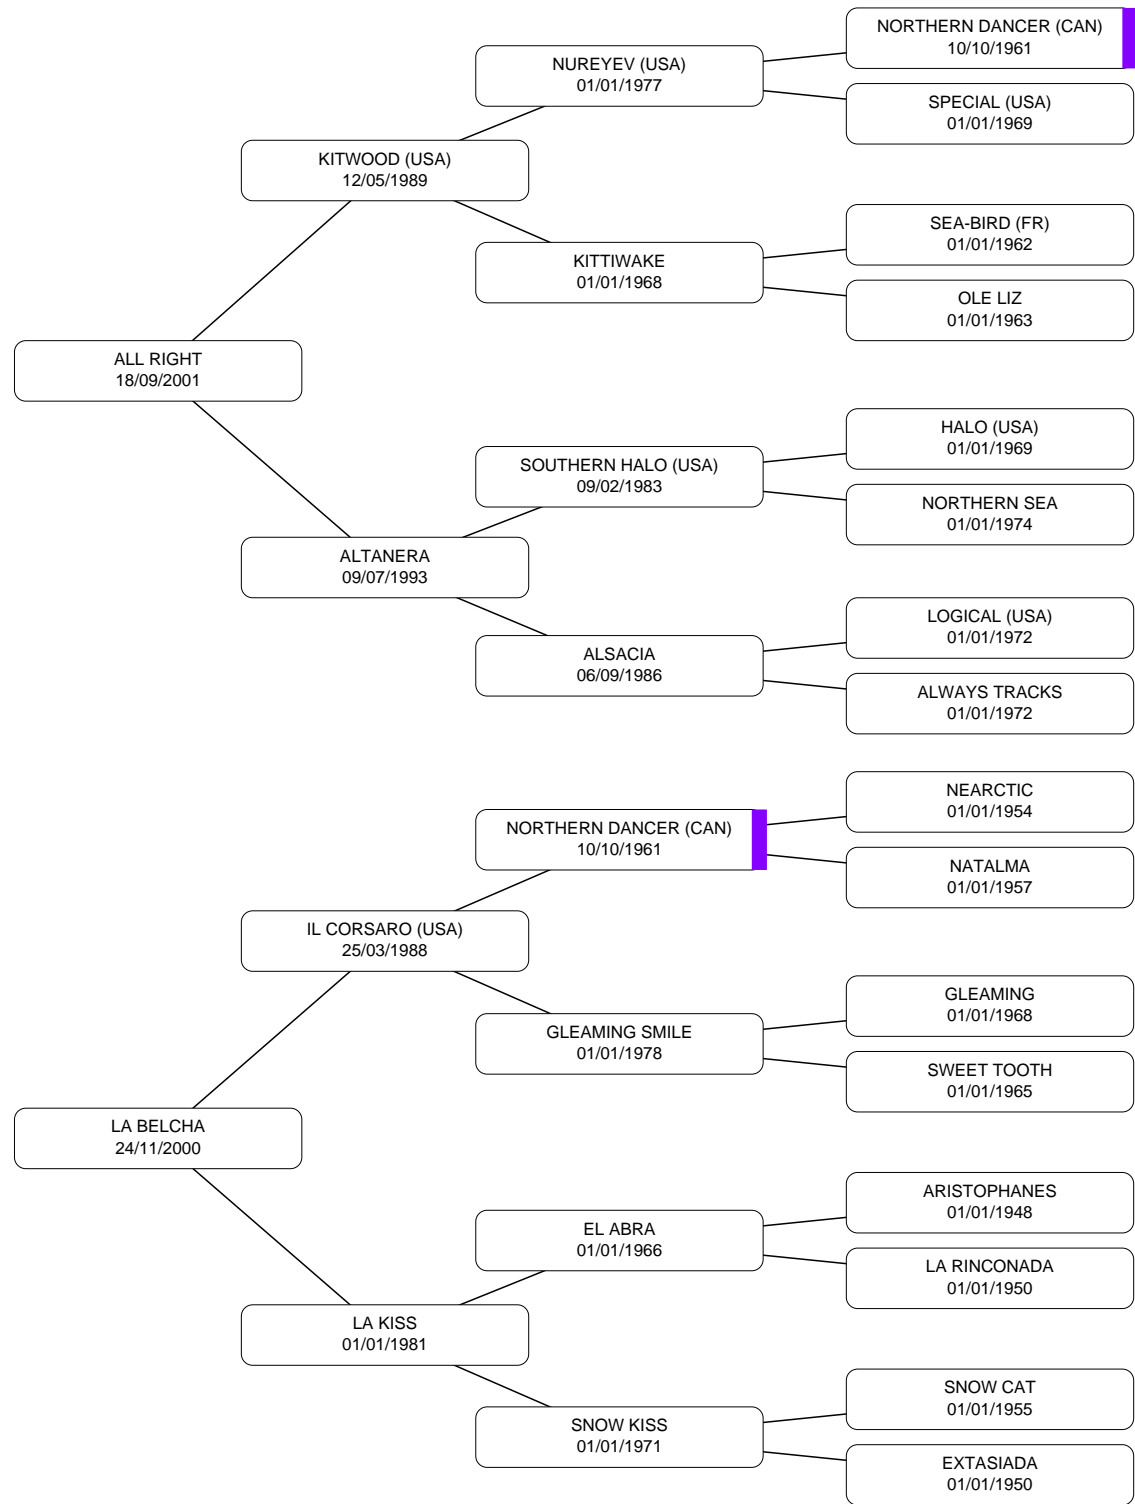 NORTHERN DANCER (CAN)
10/10/1961
NUREYEV (USA)
01/01/1977
SPECIAL (USA)
01/01/1969
KITWOOD (USA)
12/05/1989
SEA-BIRD (FR)
01/01/1962
KITTIWAKE
01/01/1968
OLE LIZ
01/01/1963
ALL RIGHT
18/09/2001
HALO (USA)
01/01/1969
SOUTHERN HALO (USA)
09/02/1983
NORTHERN SEA
01/01/1974
ALTANERA
09/07/1993
LOGICAL (USA)
01/01/1972
ALSACIA
06/09/1986
ALWAYS TRACKS
01/01/1972
NEARCTIC
01/01/1954
NORTHERN DANCER (CAN)
10/10/1961
NATALMA
01/01/1957
IL CORSARO (USA)
25/03/1988
GLEAMING
01/01/1968
GLEAMING SMILE
01/01/1978
SWEET TOOTH
01/01/1965
LA BELCHA
24/11/2000
ARISTOPHANES
01/01/1948
EL ABRA
01/01/1966
LA RINCONADA
01/01/1950
LA KISS
01/01/1981
SNOW CAT
01/01/1955
SNOW KISS
01/01/1971
EXTASIADA
01/01/1950